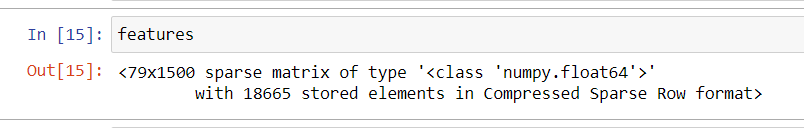 In [15]: features
Out[15]: <79x1500 sparse matrix of type '<class 'numpy.float64'>'
with 18665 stored elements in Compressed Sparse Row format>